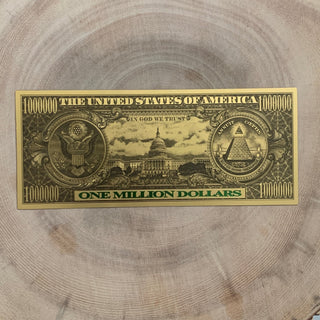 1000000 THE UNITED STATES OF AMERICA 1000000
IN GOD WE TRUST
1000000 ONE MILLION DOLLARS 1000000